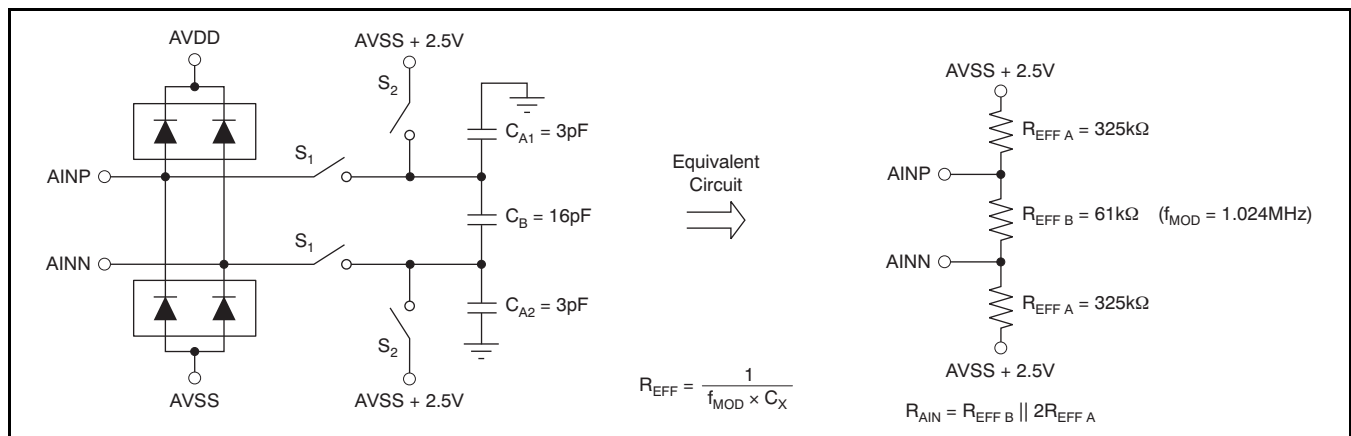 AVDD
AVSS + 2.5V
S2
CA1 = 3pF
S1
AINP
CB = 16pF
S1
AINN
CA2 = 3pF
S2
AVSS
AVSS + 2.5V
Equivalent
Circuit
REFF = 1 / fMOD × CX
AVSS + 2.5V
REFF A = 325kΩ
AINP
REFF B = 61kΩ (fMOD = 1.024MHz)
AINN
REFF A = 325kΩ
AVSS + 2.5V
RAIN = REFF B || 2REFF A